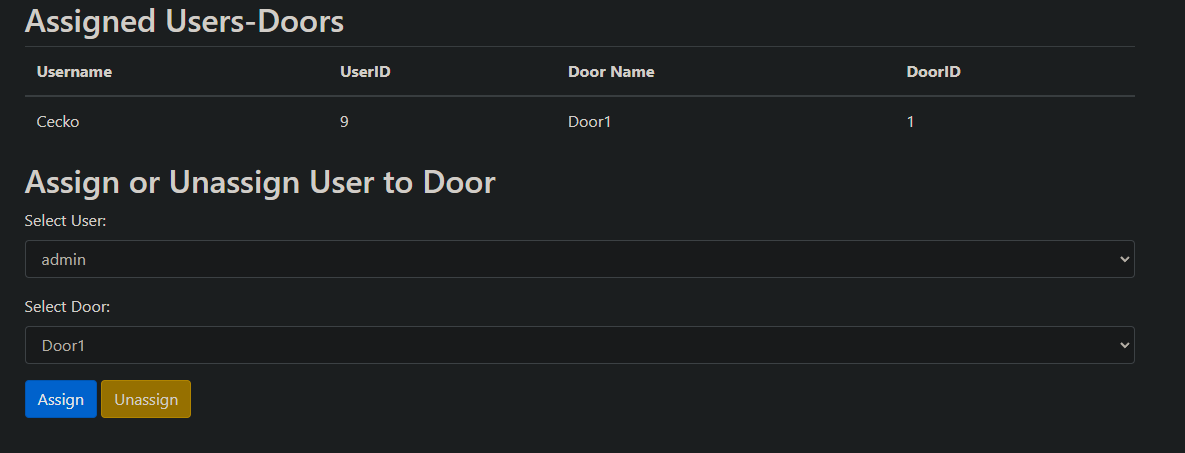 Assigned Users-Doors
Username UserID Door Name DoorID
Cecko 9 Door1 1
Assign or Unassign User to Door
Select User:
admin
Select Door:
Door1
Assign Unassign